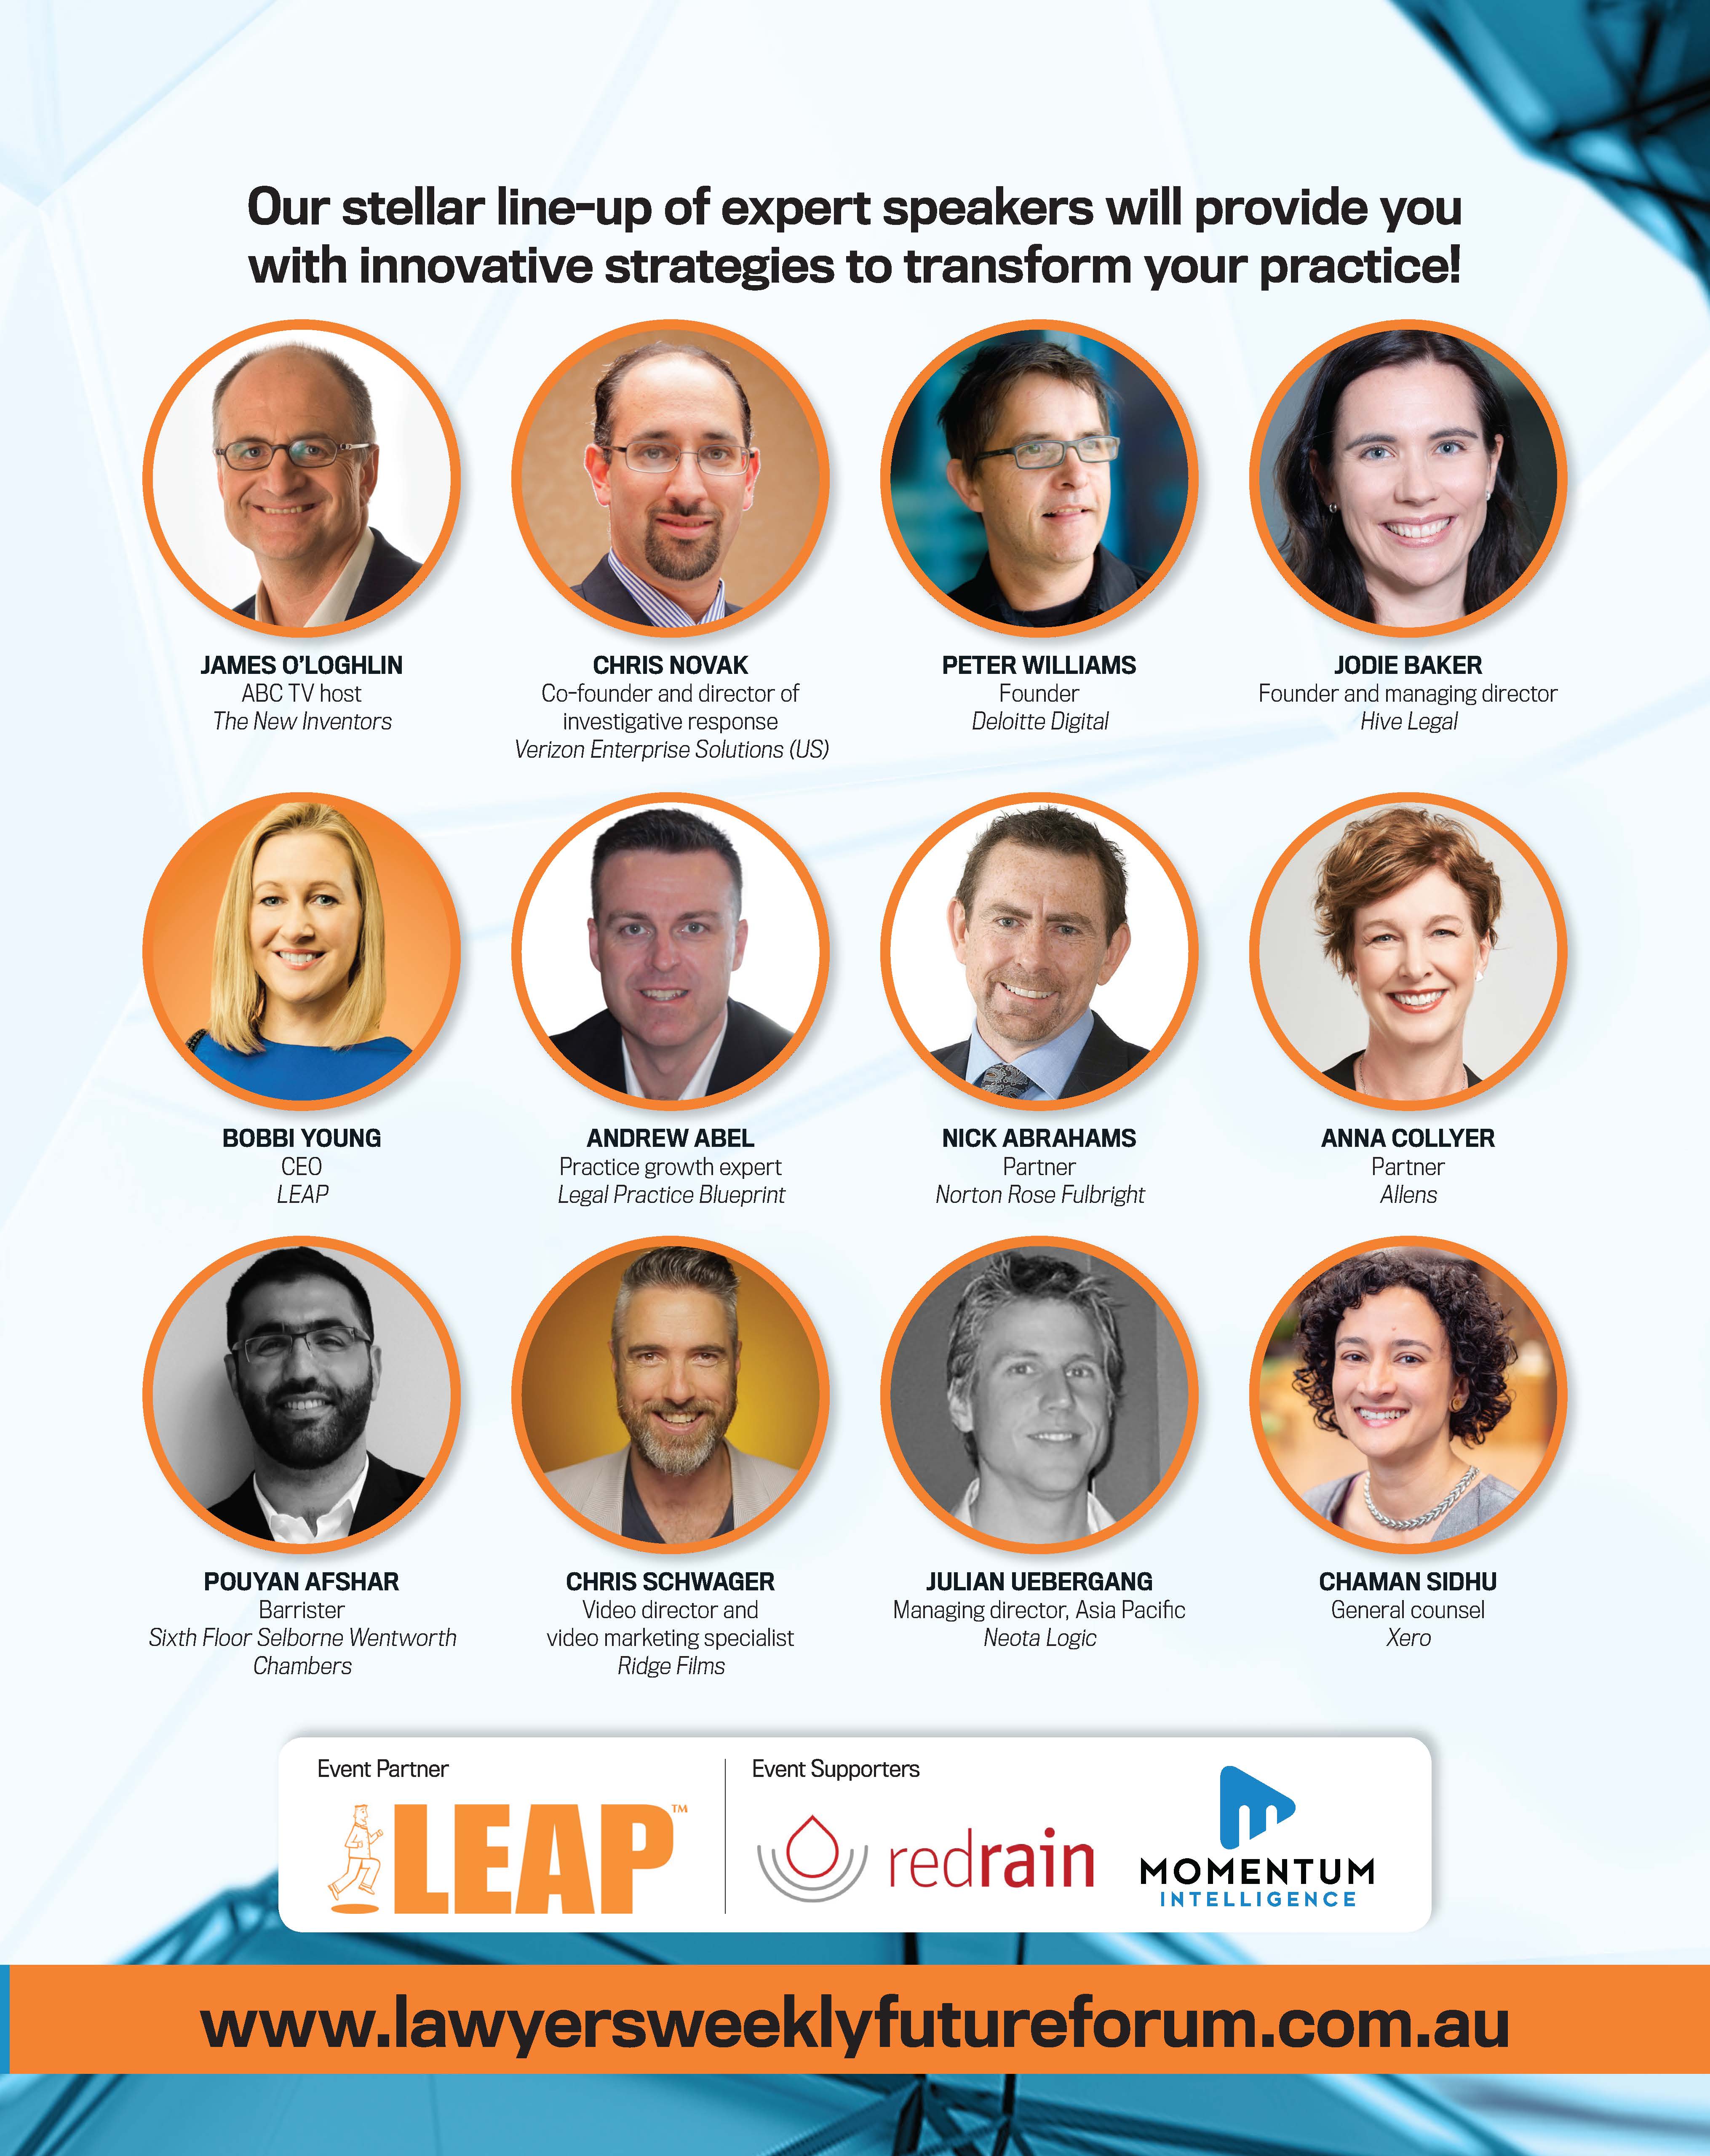 Our stellar line-up of expert speakers will provide you
with innovative strategies to transform your practice!
JAMES O'LOGHLIN
ABC TV host
The New Inventors
CHRIS NOVAK
Co-founder and director of
investigative response
Verizon Enterprise Solutions (US)
PETER WILLIAMS
Founder
Deloitte Digital
JODIE BAKER
Founder and managing director
Hive Legal
BOBBI YOUNG
CEO
LEAP
ANDREW ABEL
Practice growth expert
Legal Practice Blueprint
NICK ABRAHAMS
Partner
Norton Rose Fulbright
ANNA COLLYER
Partner
Allens
POUYAN AFSHAR
Barrister
Sixth Floor Selborne Wentworth
Chambers
CHRIS SCHWAGER
Video director and
video marketing specialist
Ridge Films
JULIAN UEBERGANG
Managing director, Asia Pacific
Neota Logic
CHAMAN SIDHU
General counsel
Xero
Event Partner
LEAP™
Event Supporters
redrain
m
MOMENTUM
INTELLIGENCE
www.lawyersweeklyfutureforum.com.au